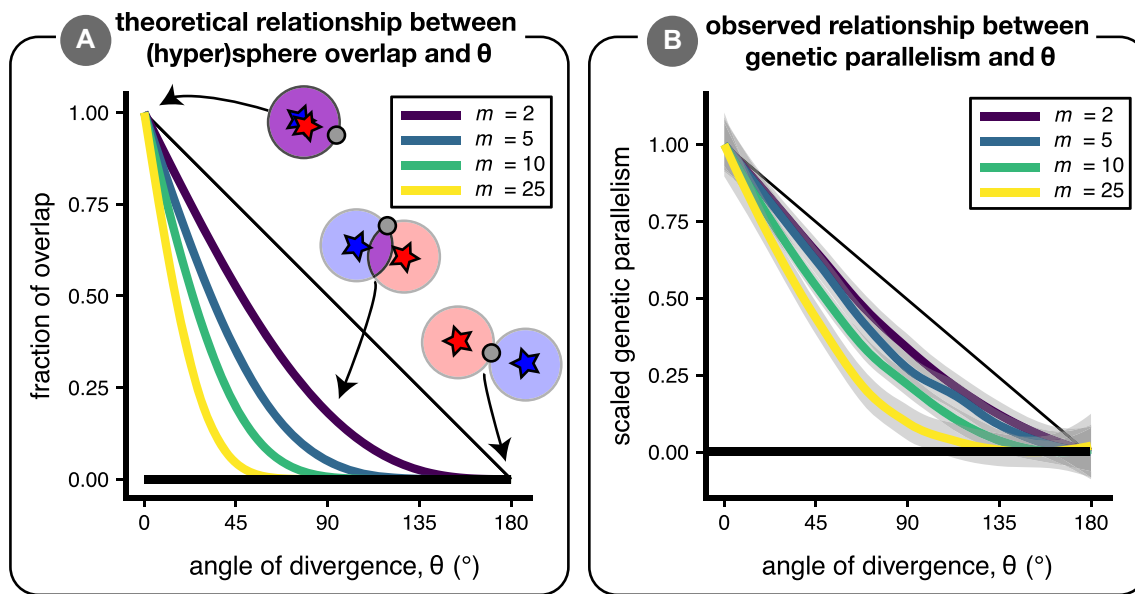 A
theoretical relationship between
(hyper)sphere overlap and θ
fraction of overlap
1.00
0.75
0.50
0.25
0.00
m = 2
m = 5
m = 10
m = 25
0 45 90 135 180
angle of divergence, θ (°)
B
observed relationship between
genetic parallelism and θ
scaled genetic parallelism
1.00
0.75
0.50
0.25
0.00
m = 2
m = 5
m = 10
m = 25
0 45 90 135 180
angle of divergence, θ (°)